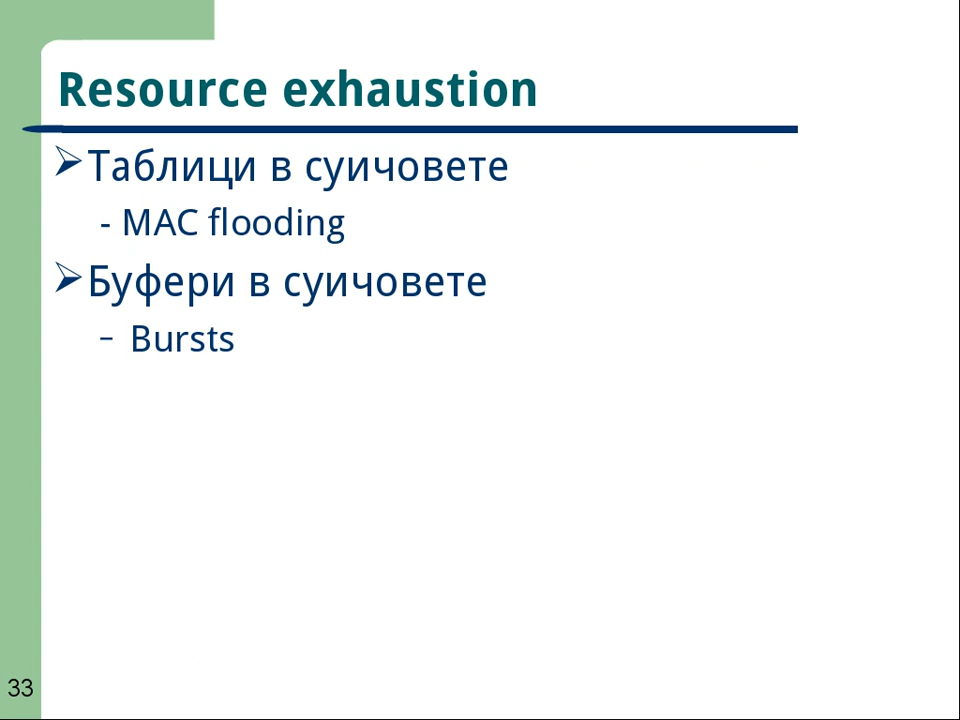 Resource exhaustion
Таблици в суичовете
- MAC flooding
Буфери в суичовете
– Bursts
33